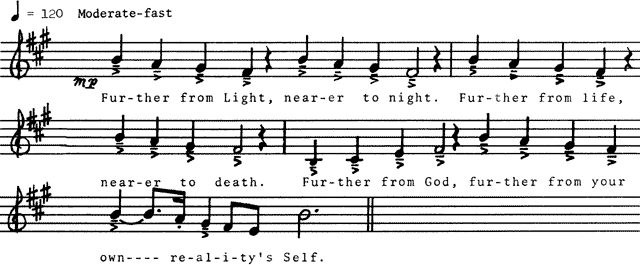 = 120 Moderate-fast
mp
Fur-ther from Light, near-er to night. Fur-ther from life,
near-er to death. Fur-ther from God, fur-ther from your
own---- re-al-i-ty's Self.